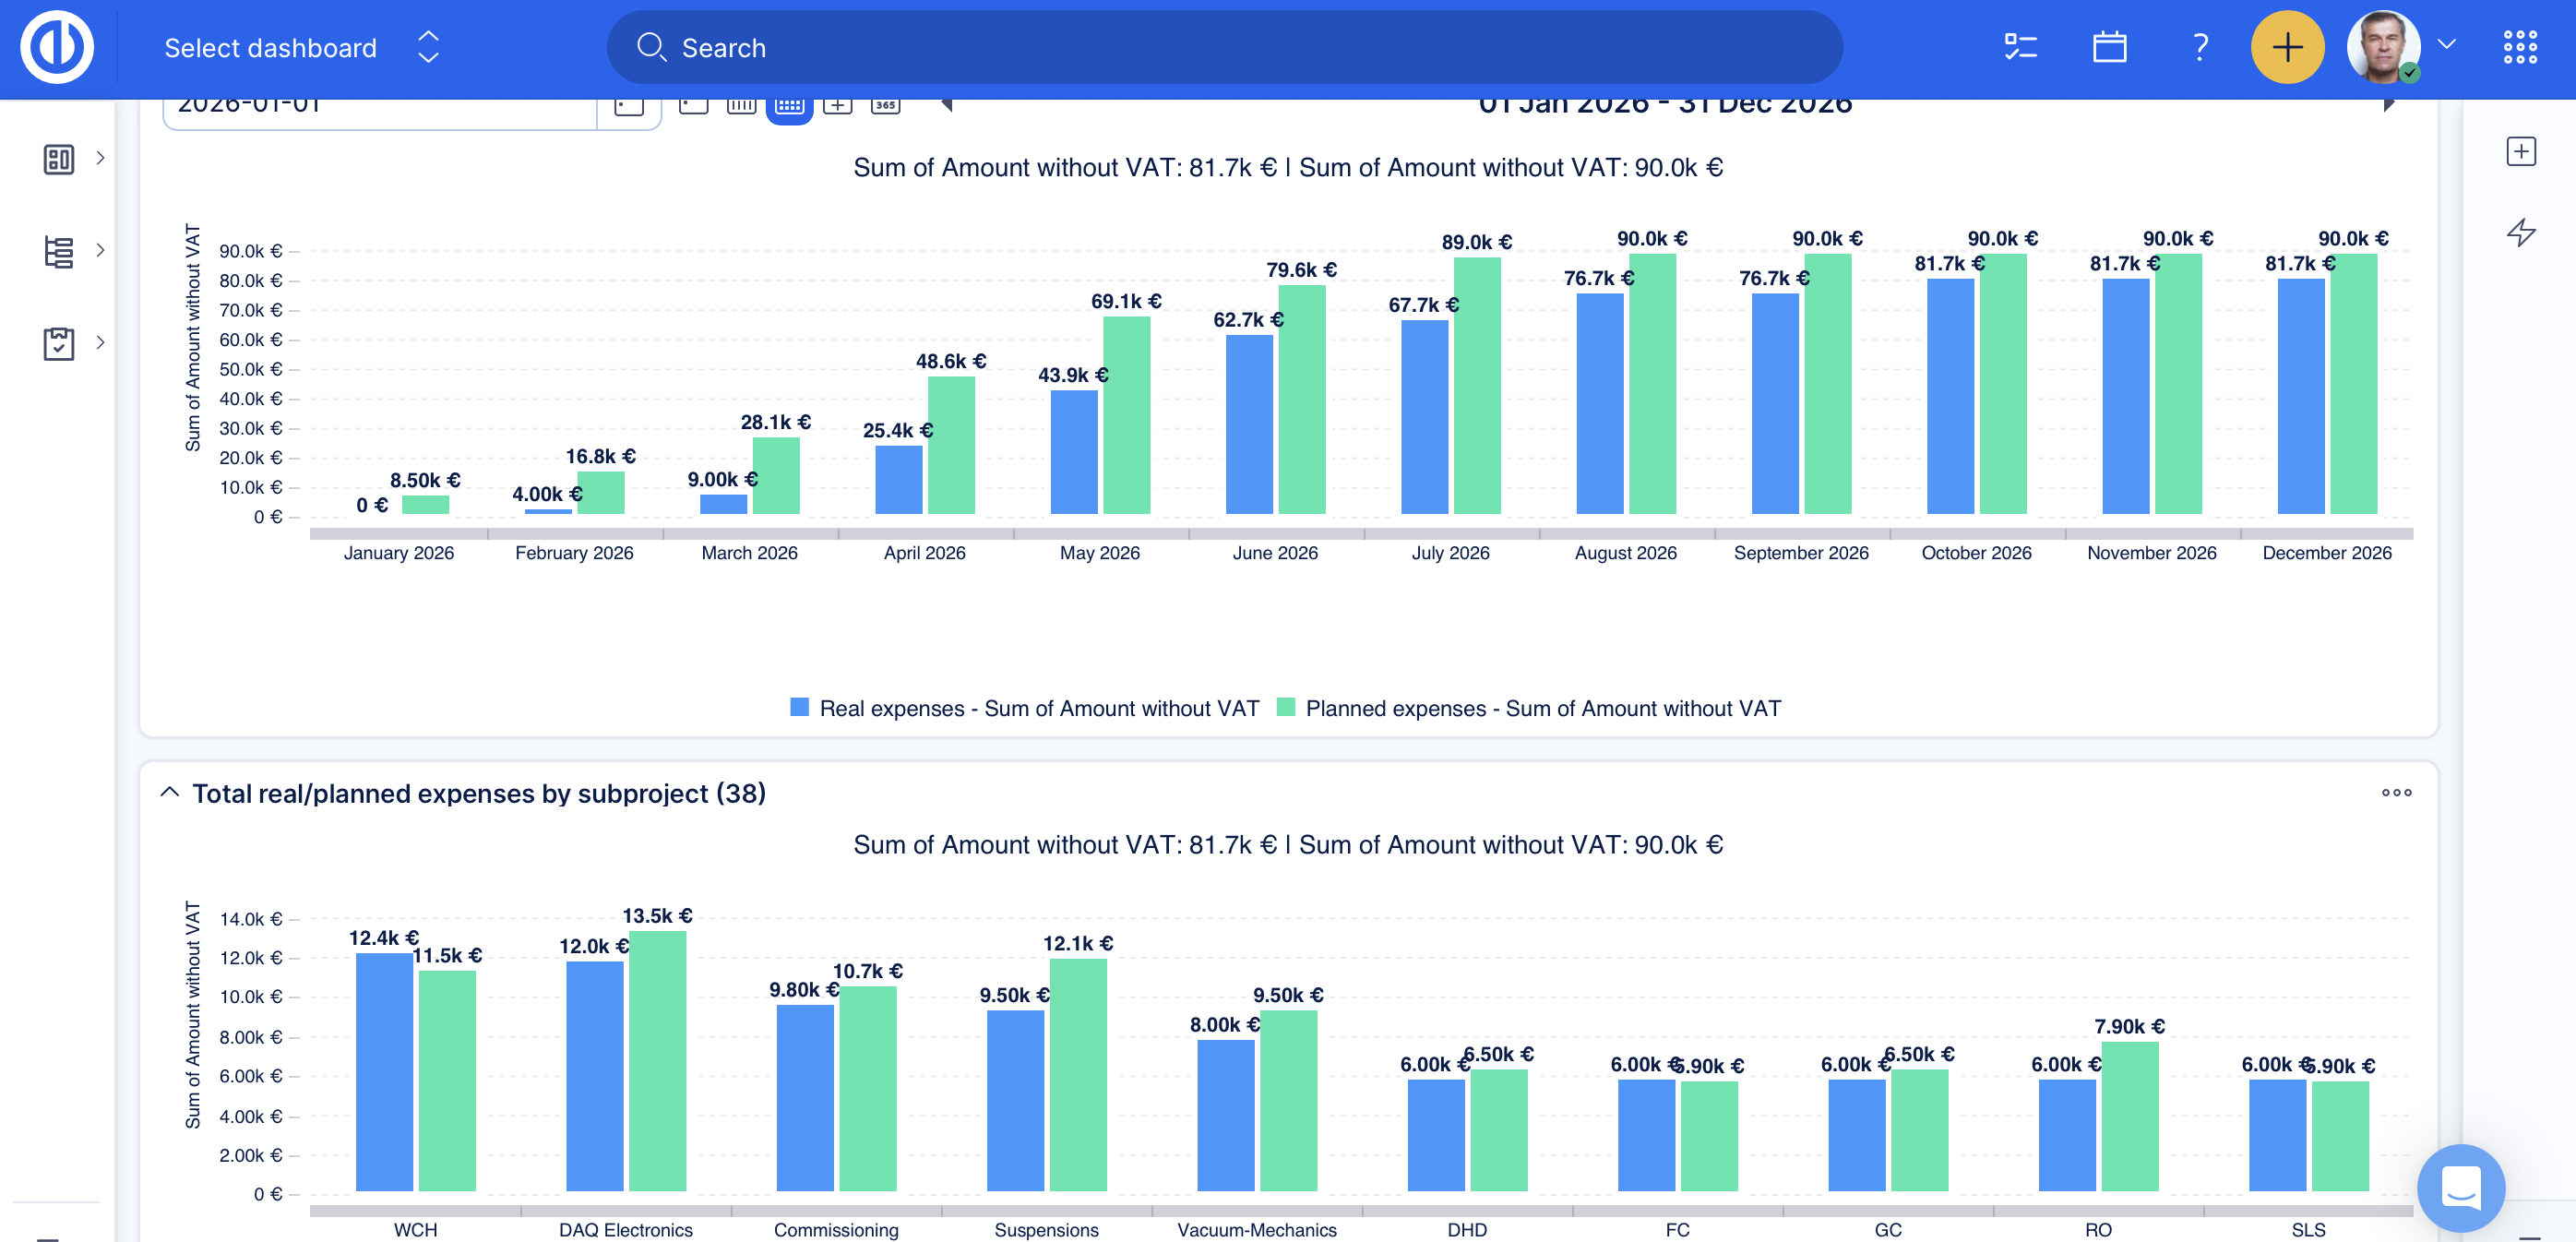 Select dashboard
Search
?
2026-01-01
365
01 Jan 2026 - 31 Dec 2026
Sum of Amount without VAT: 81.7k € | Sum of Amount without VAT: 90.0k €
Sum of Amount without VAT
90.0k €
80.0k €
70.0k €
60.0k €
50.0k €
40.0k €
30.0k €
20.0k €
10.0k €
0 €
0 € 8.50k €
4.00k € 16.8k €
9.00k € 28.1k €
25.4k € 48.6k €
43.9k € 69.1k €
62.7k € 79.6k €
67.7k € 89.0k €
76.7k € 90.0k €
76.7k € 90.0k €
81.7k € 90.0k €
81.7k € 90.0k €
81.7k € 90.0k €
January 2026 February 2026 March 2026 April 2026 May 2026 June 2026 July 2026 August 2026 September 2026 October 2026 November 2026 December 2026
Real expenses - Sum of Amount without VAT Planned expenses - Sum of Amount without VAT
Total real/planned expenses by subproject (38)
Sum of Amount without VAT: 81.7k € | Sum of Amount without VAT: 90.0k €
Sum of Amount without VAT
14.0k €
12.0k €
10.0k €
8.00k €
6.00k €
4.00k €
2.00k €
0 €
12.4k € 11.5k €
12.0k € 13.5k €
9.80k € 10.7k €
9.50k € 12.1k €
8.00k € 9.50k €
6.00k € 6.50k €
6.00k € 5.90k €
6.00k € 6.50k €
6.00k € 7.90k €
6.00k € 5.90k €
WCH DAQ Electronics Commissioning Suspensions Vacuum-Mechanics DHD FC GC RO SLS